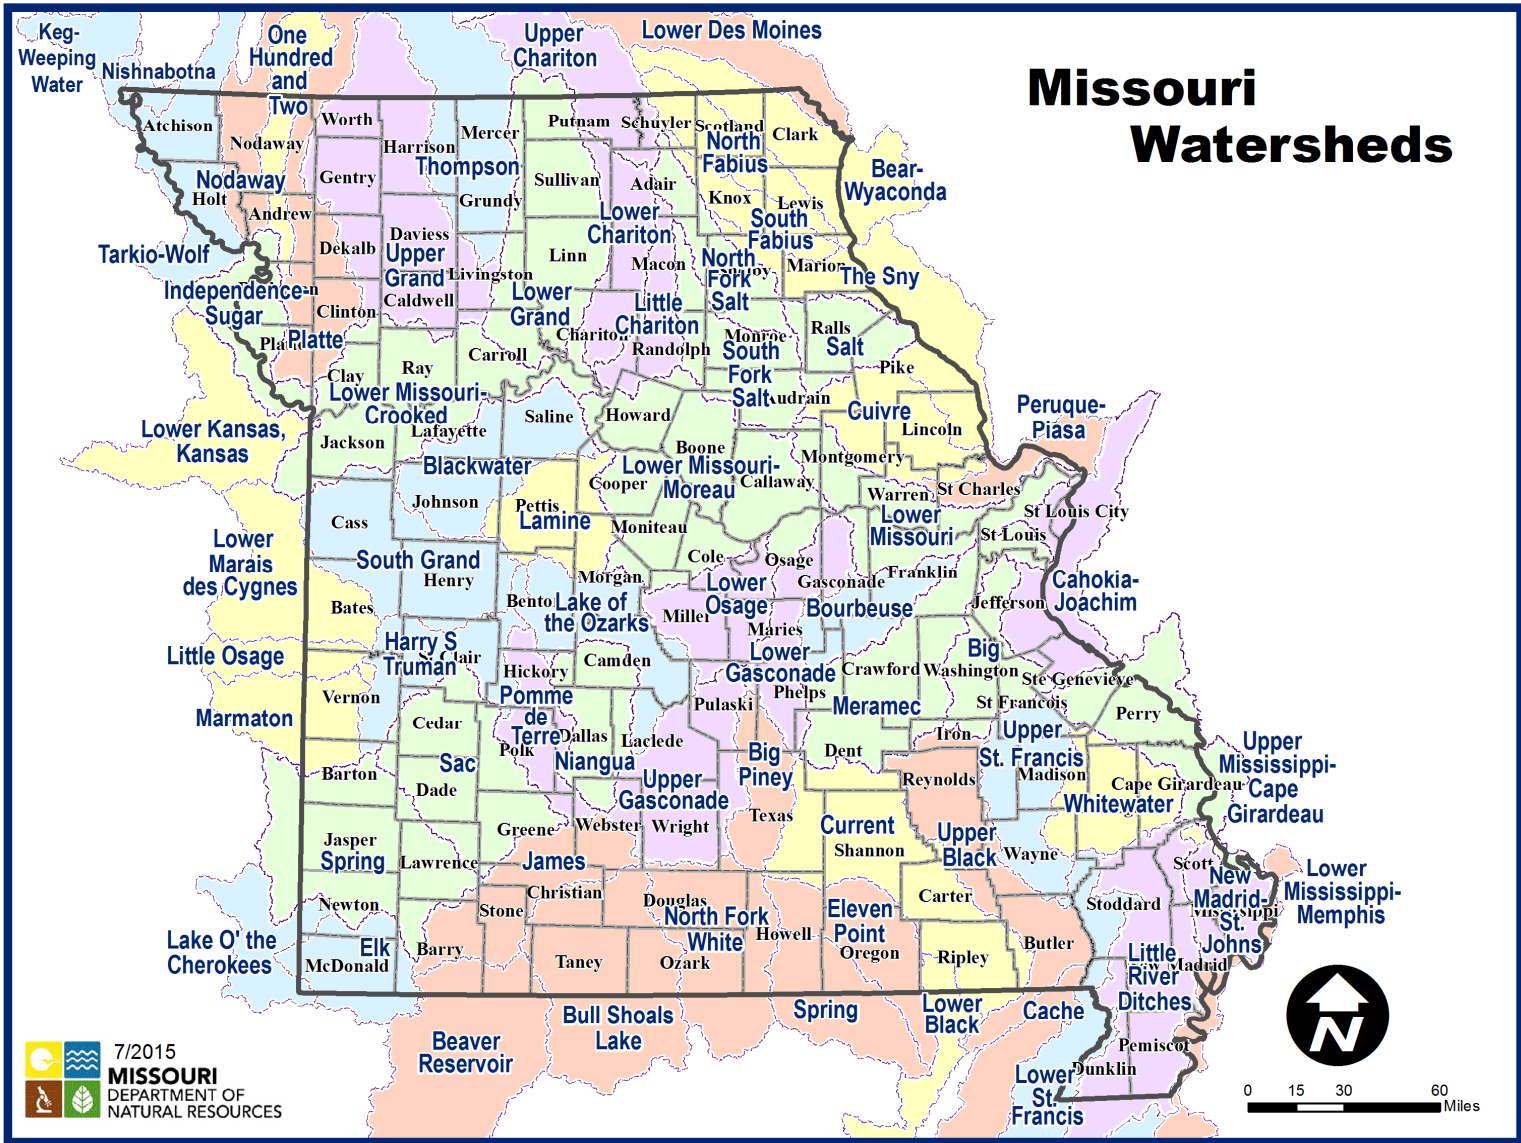 Missouri
Watersheds
Keg-
Weeping
Water
Nishnabotna
One
Hundred
and
Two
Upper
Chariton
Lower Des Moines
Atchison
Nodaway
Worth
Harrison
Mercer
Putnam
Schuyler
Scotland
Clark
Thompson
North
Fabius
Bear-
Wyaconda
Nodaway
Holt
Gentry
Grundy
Sullivan
Adair
Knox
Lewis
Andrew
Lower
Chariton
South
Fabius
Tarkio-Wolf
Dekalb
Daviess
Upper
Grand
Livingston
Linn
Macon
North
Fork
Salt
Marion
The Sny
Independence-
Sugar
Clinton
Caldwell
Lower
Grand
Little
Chariton
Chariton
Platte
Randolph
Monroe
South
Fork
Salt
Ralls
Salt
Pike
Clay
Ray
Carroll
Lower Missouri-
Crooked
Lafayette
Saline
Howard
Audrain
Cuivre
Lincoln
Peruque-
Piasa
Lower Kansas,
Kansas
Jackson
Blackwater
Boone
Montgomery
Lower Missouri-
Moreau
Cooper
Callaway
Warren
St Charles
Johnson
Pettis
Lamine
Cass
Moniteau
Lower
Missouri
St Louis City
St Louis
Lower
Marais
des Cygnes
South Grand
Henry
Morgan
Cole
Osage
Gasconade
Franklin
Cahokia-
Joachim
Bates
Benton
Lake of
the Ozarks
Lower
Osage
Miller
Maries
Bourbeuse
Jefferson
Little Osage
Harry S
Truman
St Clair
Hickory
Camden
Lower
Gasconade
Crawford
Washington
Big
Ste Genevieve
Vernon
Pomme
de
Terre
Pulaski
Phelps
Meramec
St Francois
Perry
Marmaton
Cedar
Polk
Dallas
Niangua
Laclede
Big
Piney
Dent
Iron
Upper
St. Francis
Madison
Upper
Mississippi-
Cape
Girardeau
Barton
Sac
Dade
Upper
Gasconade
Reynolds
Cape Girardeau
Whitewater
Jasper
Spring
Greene
Webster
Wright
Texas
Current
Shannon
Upper
Black
Wayne
Lawrence
James
Scott
Lower
Mississippi-
Memphis
Newton
Stone
Christian
Douglas
North Fork
White
Howell
Eleven
Point
Oregon
Carter
Stoddard
New
Madrid-
St.
Johns
Mississippi
Lake O' the
Cherokees
Elk
McDonald
Barry
Taney
Ozark
Ripley
Butler
Little
River
Ditches
New Madrid
Beaver
Reservoir
Bull Shoals
Lake
Spring
Lower
Black
Cache
Pemiscot
Dunklin
Lower
St.
Francis
N
0 15 30 60
Miles
7/2015
MISSOURI
DEPARTMENT OF
NATURAL RESOURCES